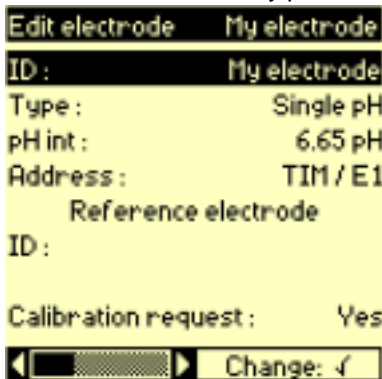 Edit electrode My electrode
ID : My electrode
Type : Single pH
pH int : 6.65 pH
Address : TIM / E1
Reference electrode
ID :
Calibration request : Yes
Change: √